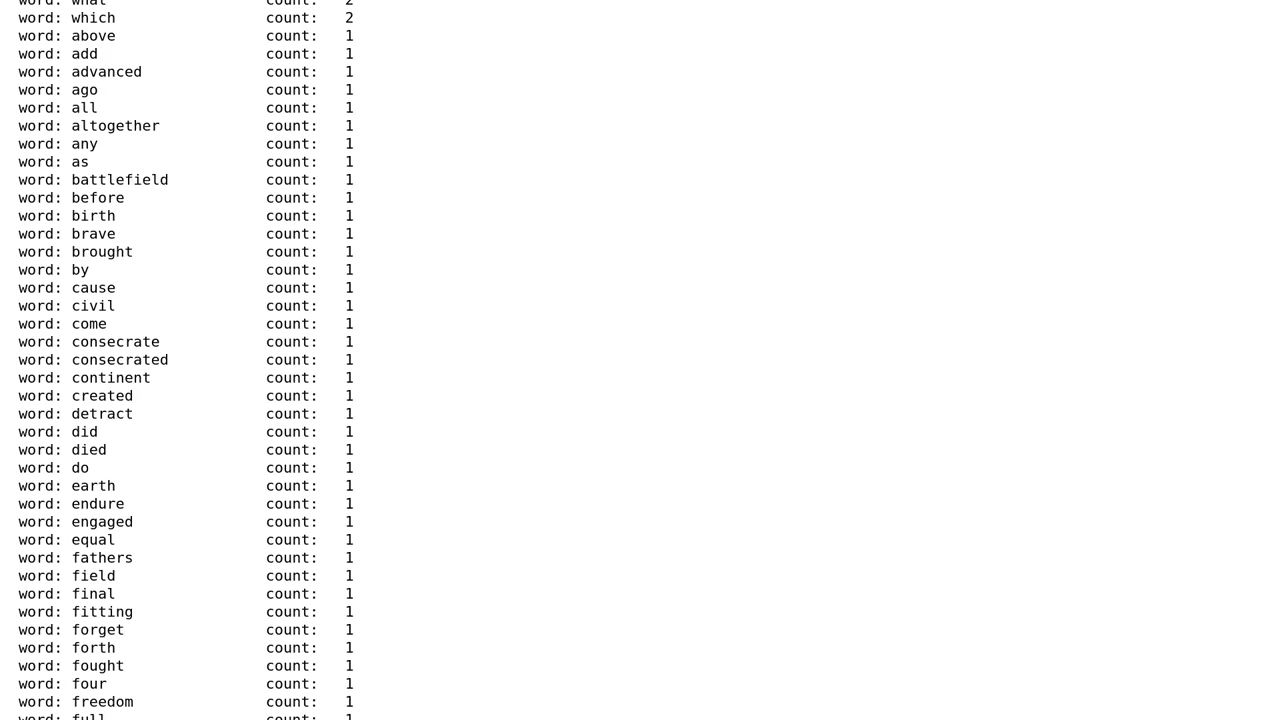 word: what                  count:   2
word: which                 count:   2
word: above                 count:   1
word: add                   count:   1
word: advanced              count:   1
word: ago                   count:   1
word: all                   count:   1
word: altogether            count:   1
word: any                   count:   1
word: as                    count:   1
word: battlefield           count:   1
word: before                count:   1
word: birth                 count:   1
word: brave                 count:   1
word: brought               count:   1
word: by                    count:   1
word: cause                 count:   1
word: civil                 count:   1
word: come                  count:   1
word: consecrate            count:   1
word: consecrated           count:   1
word: continent             count:   1
word: created               count:   1
word: detract               count:   1
word: did                   count:   1
word: died                  count:   1
word: do                    count:   1
word: earth                 count:   1
word: endure                count:   1
word: engaged               count:   1
word: equal                 count:   1
word: fathers               count:   1
word: field                 count:   1
word: final                 count:   1
word: fitting               count:   1
word: forget                count:   1
word: forth                 count:   1
word: fought                count:   1
word: four                  count:   1
word: freedom               count:   1
word: full                  count:   1